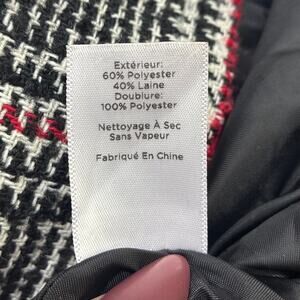 Extérieur:
60% Polyester
40% Laine
Doublure:
100% Polyester
Nettoyage À Sec
Sans Vapeur
Fabriqué En Chine